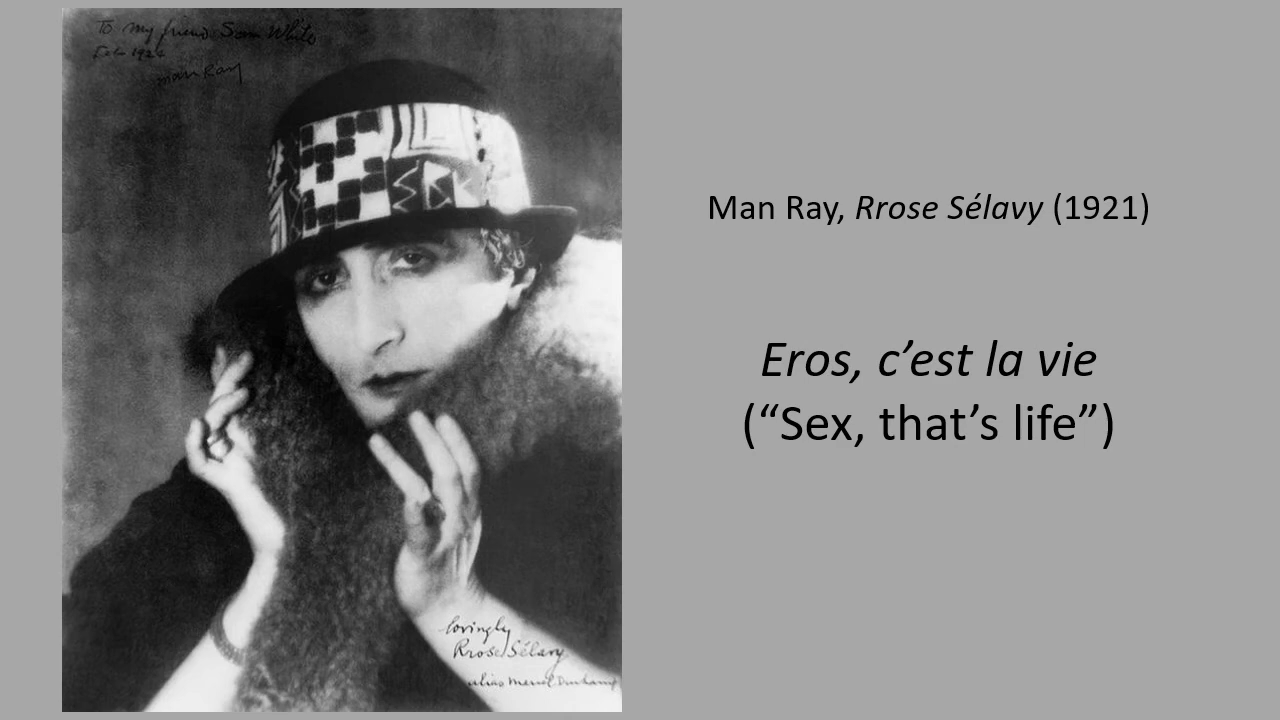 To my friend Sam White
Feb 1924
Man Ray
lovingly
Rrose Sélavy
alias Marcel Duchamp
Man Ray, Rrose Sélavy (1921)
Eros, c’est la vie
(“Sex, that’s life”)